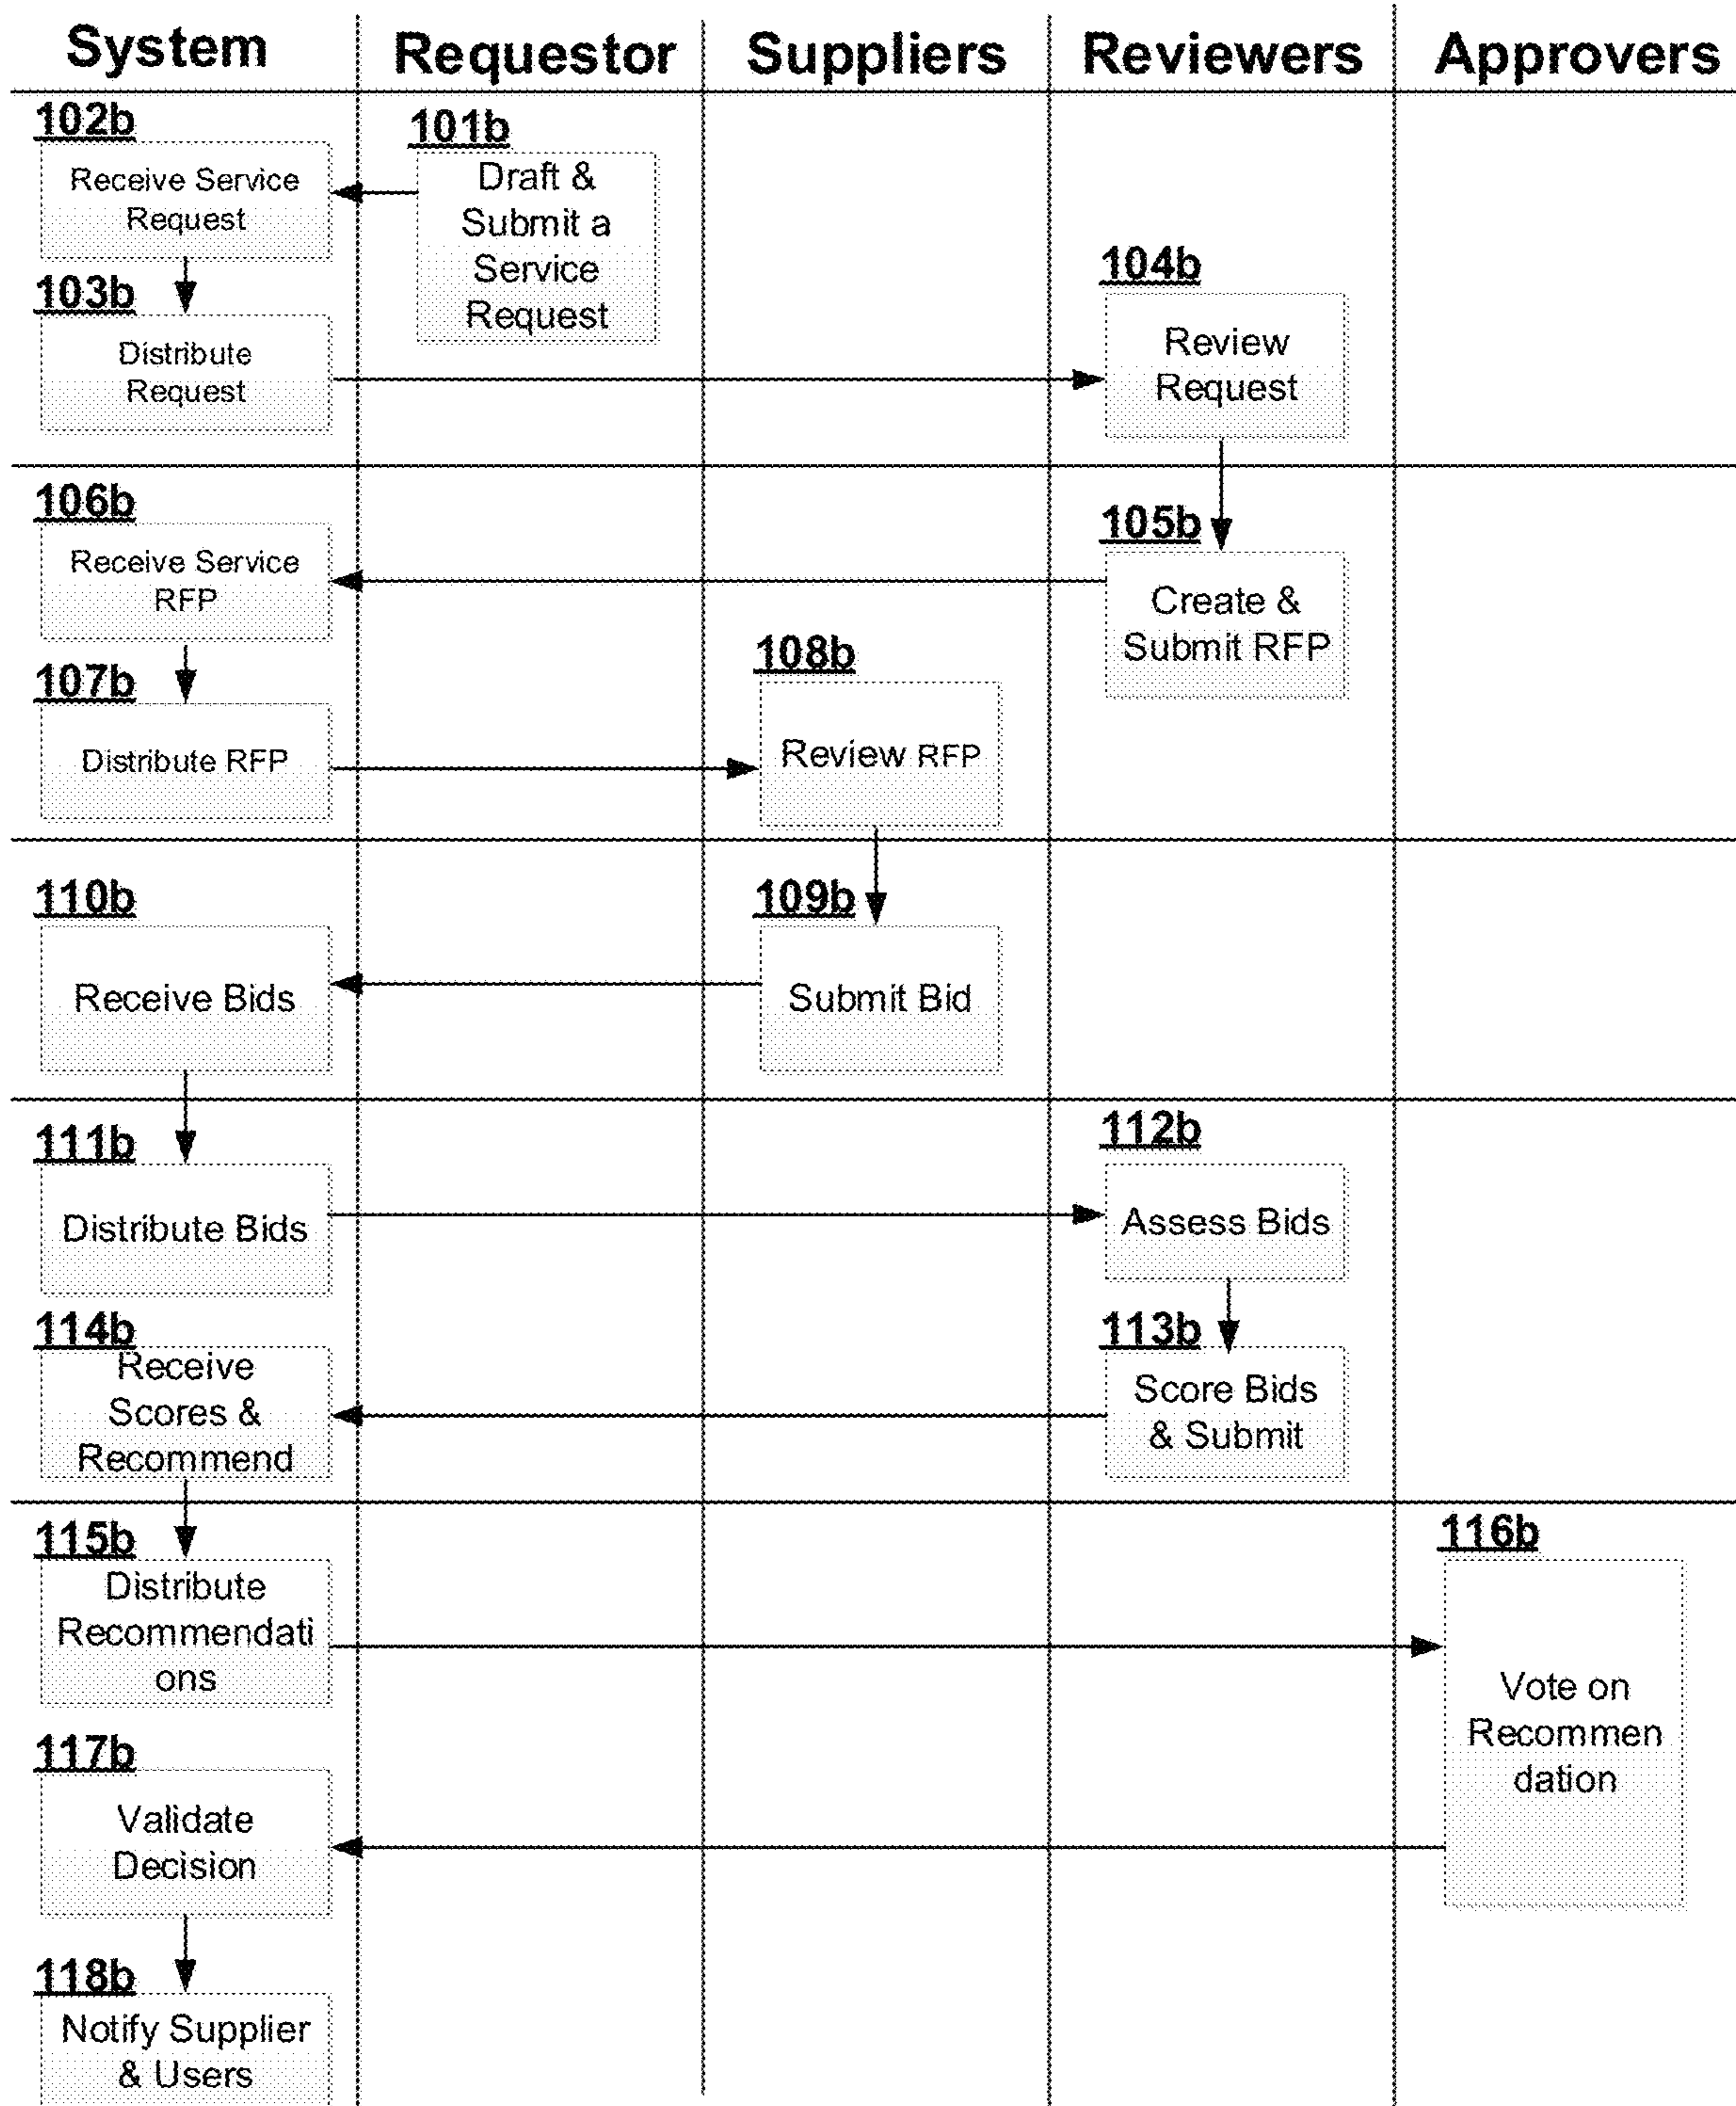 System
Requestor
Suppliers
Reviewers
Approvers
102b
Receive Service
Request
101b
Draft &
Submit a
Service
Request
103b
Distribute
Request
104b
Review
Request
106b
Receive Service
RFP
105b
Create &
Submit RFP
107b
Distribute RFP
108b
Review RFP
110b
Receive Bids
109b
Submit Bid
111b
Distribute Bids
112b
Assess Bids
114b
Receive
Scores &
Recommend
113b
Score Bids
& Submit
115b
Distribute
Recommendati
ons
116b
Vote on
Recommen
dation
117b
Validate
Decision
118b
Notify Supplier
& Users